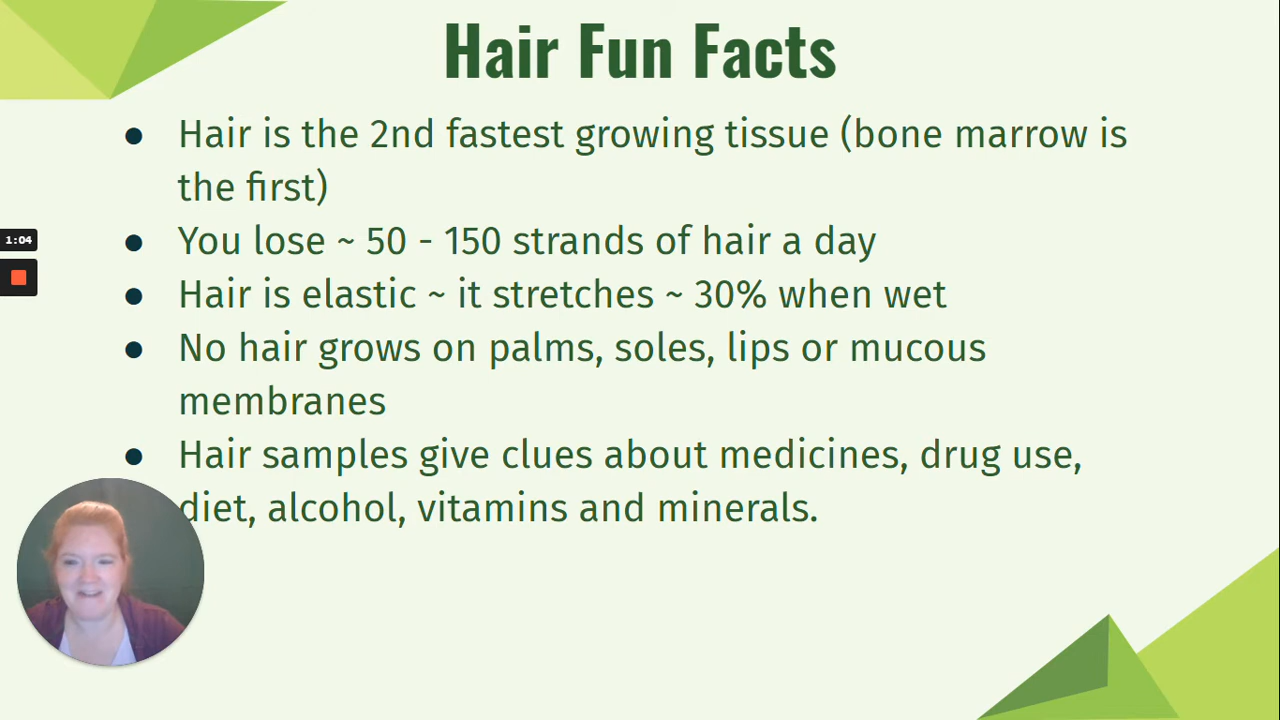 Hair Fun Facts
● Hair is the 2nd fastest growing tissue (bone marrow is
the first)
1:04
● You lose ~ 50 - 150 strands of hair a day
● Hair is elastic ~ it stretches ~ 30% when wet
● No hair grows on palms, soles, lips or mucous
membranes
● Hair samples give clues about medicines, drug use,
diet, alcohol, vitamins and minerals.